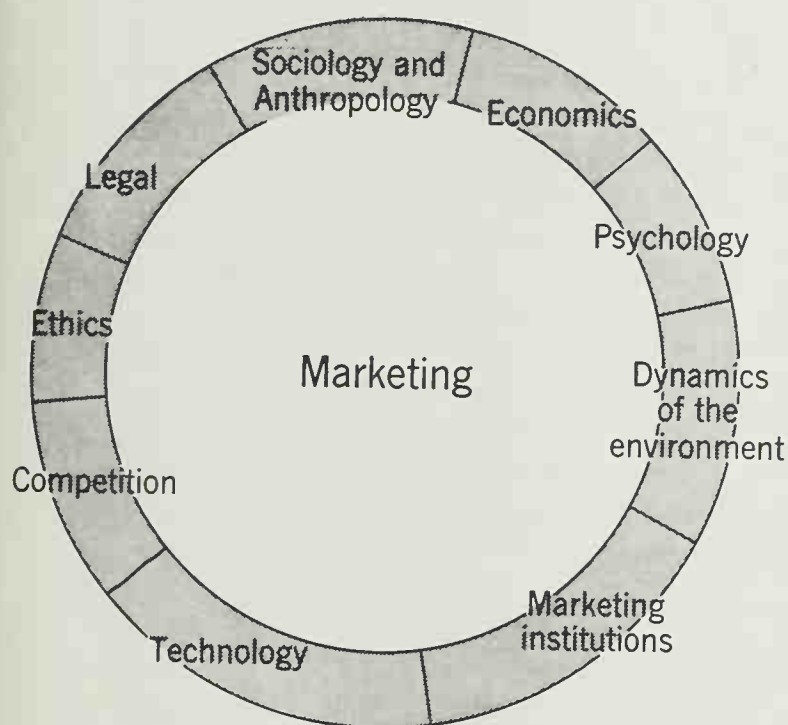 Sociology and
Anthropology
Economics
Psychology
Dynamics
of the
environment
Marketing
institutions
Technology
Competition
Ethics
Legal
Marketing